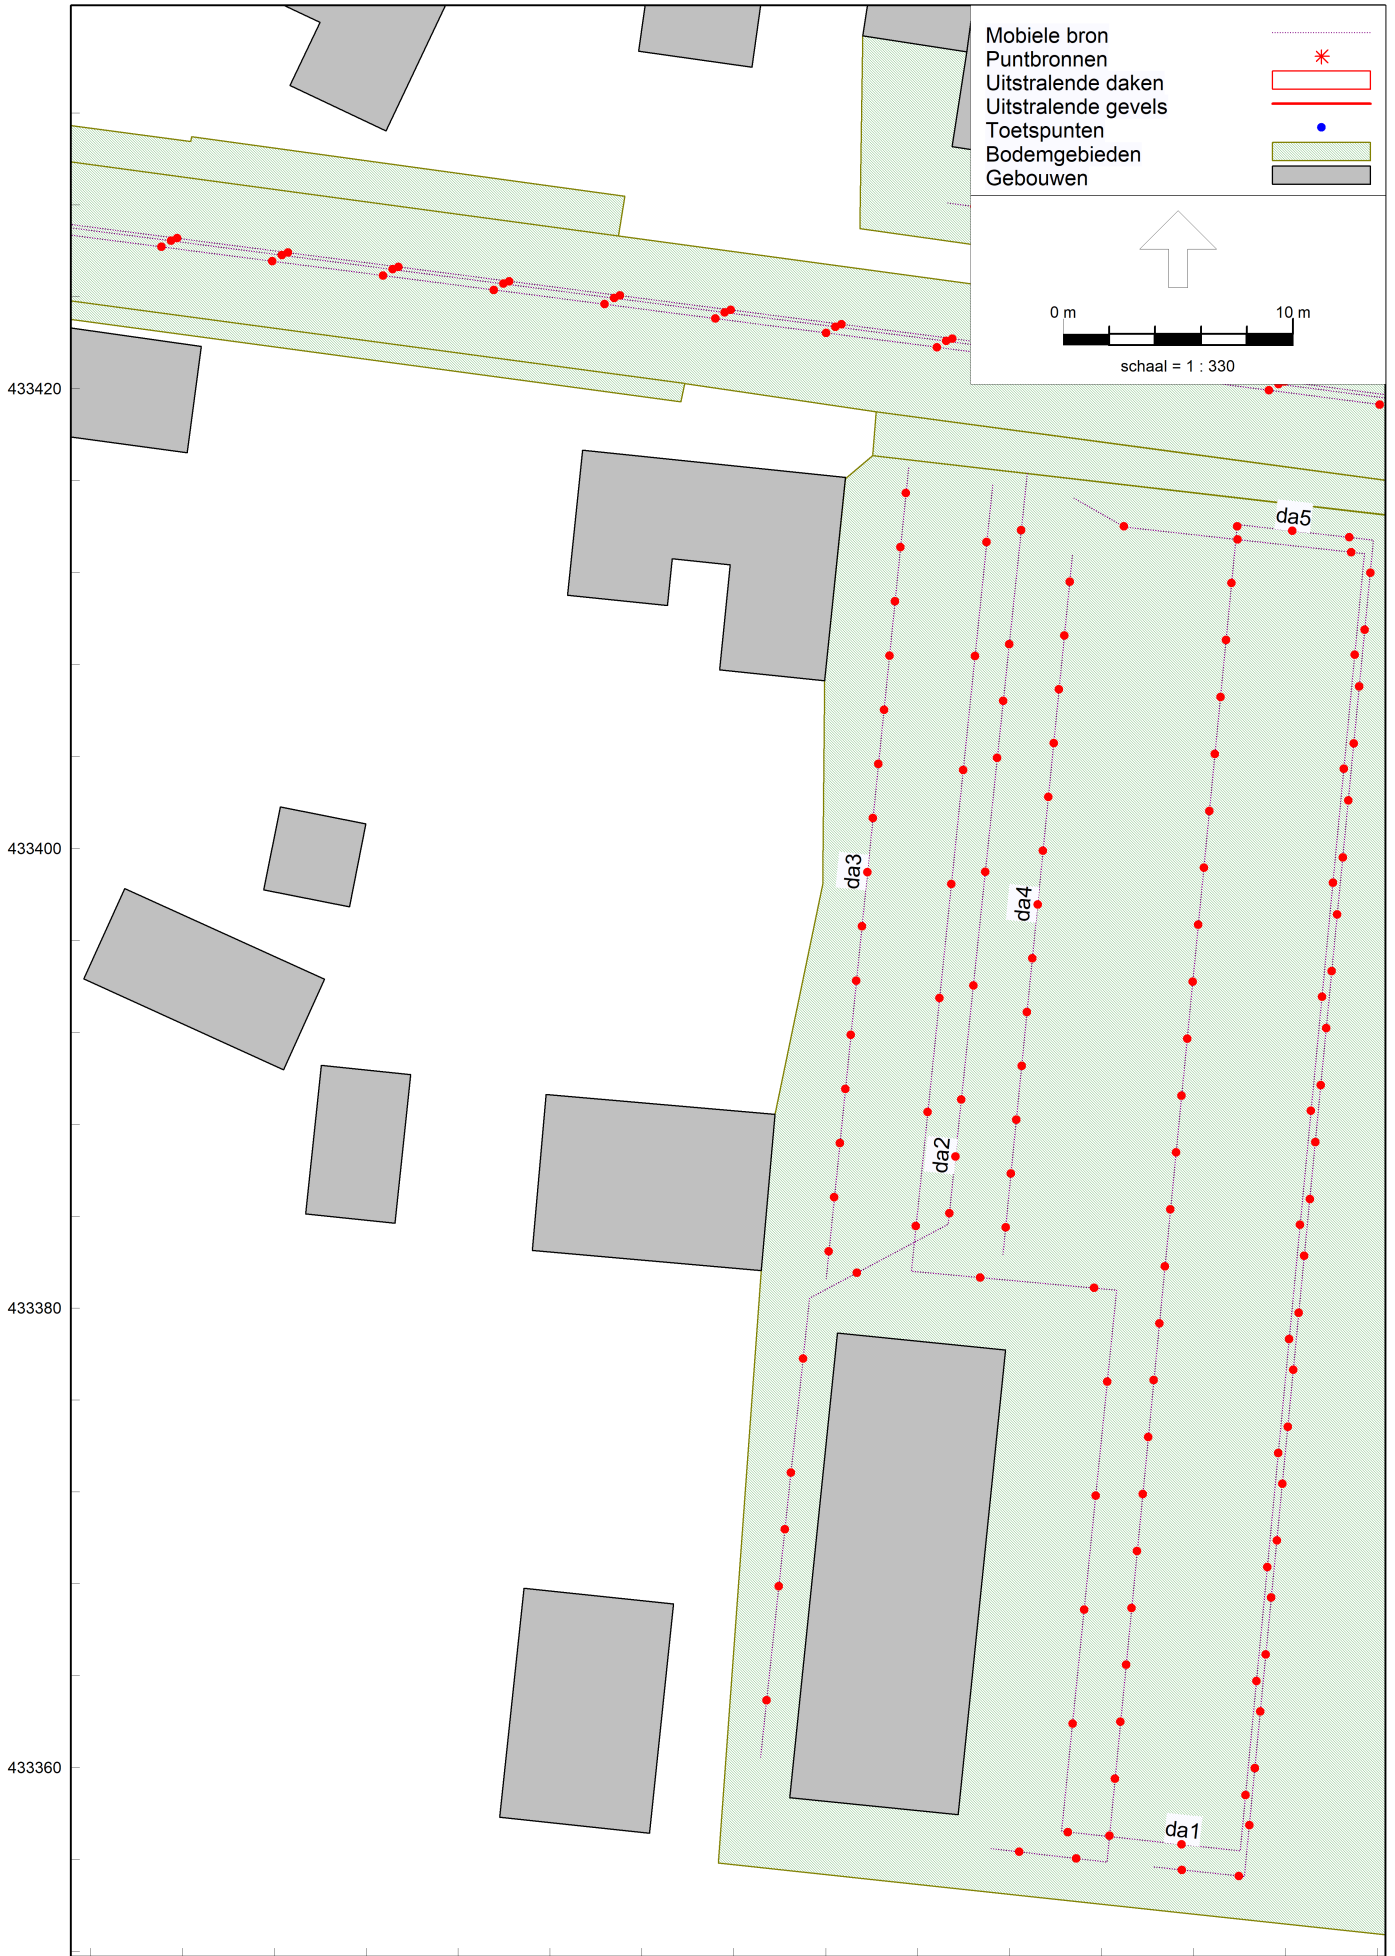 Mobiele bron
Puntbronnen
Uitstralende daken
Uitstralende gevels
Toetspunten
Bodemgebieden
Gebouwen
0 m
10 m
schaal = 1 : 330
433420
da5
433400
da3
da4
da2
433380
433360
da1